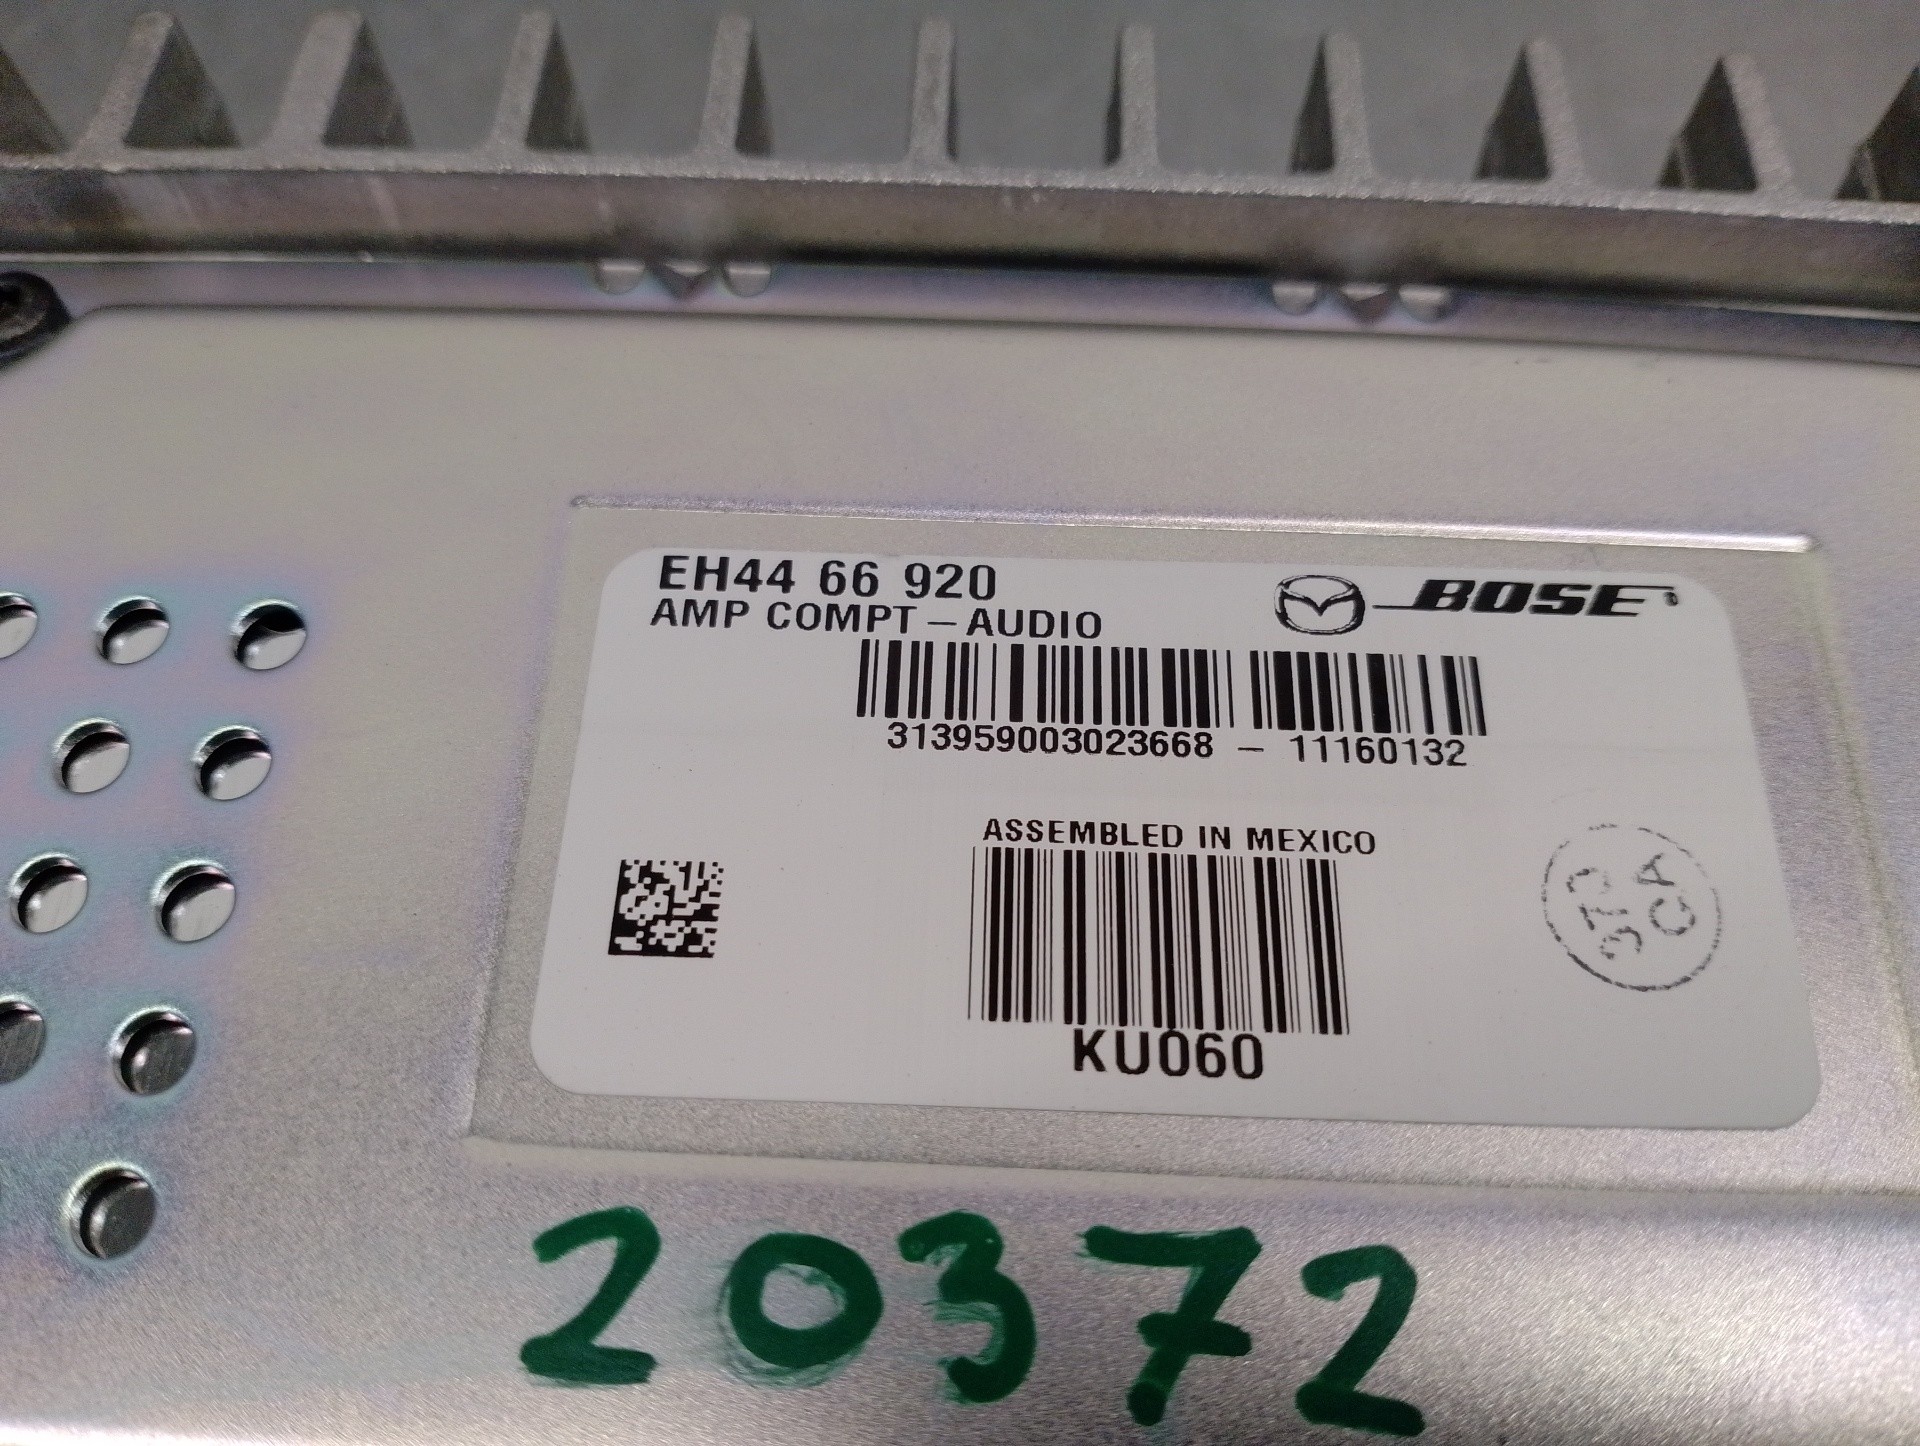 EH44 66 920
BOSE®
AMP COMPT – AUDIO
313959003023668 – 11160132
ASSEMBLED IN MEXICO
KU060
20372